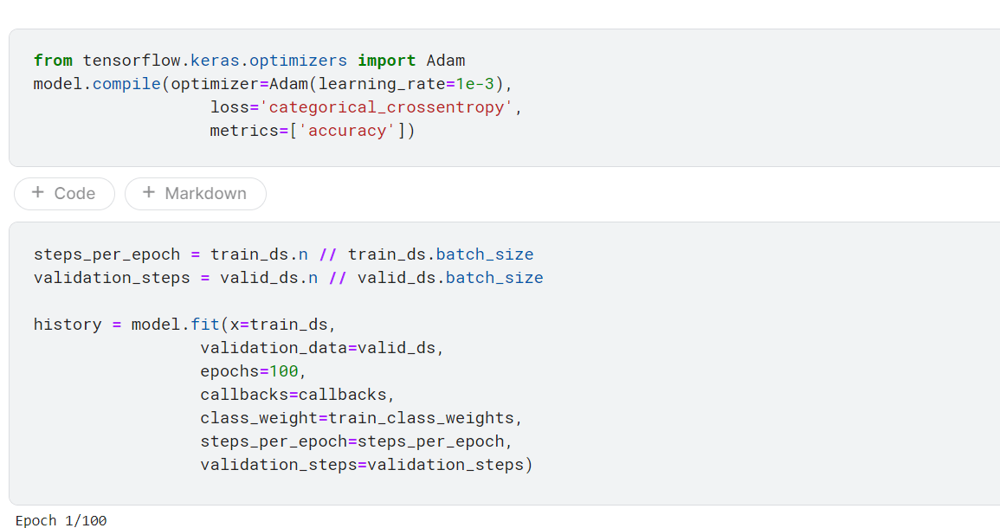 from tensorflow.keras.optimizers import Adam
model.compile(optimizer=Adam(learning_rate=1e-3),
                  loss='categorical_crossentropy',
                  metrics=['accuracy'])
+ Code + Markdown
steps_per_epoch = train_ds.n // train_ds.batch_size
validation_steps = valid_ds.n // valid_ds.batch_size
history = model.fit(x=train_ds,
                 validation_data=valid_ds,
                 epochs=100,
                 callbacks=callbacks,
                 class_weight=train_class_weights,
                 steps_per_epoch=steps_per_epoch,
                 validation_steps=validation_steps)
Epoch 1/100